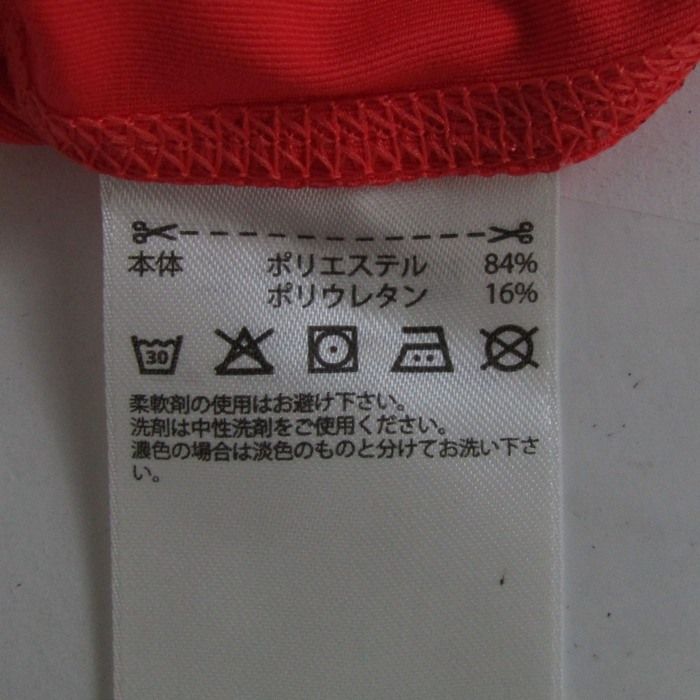 本体 ポリエステル 84%
ポリウレタン 16%
30
柔軟剤の使用はお避け下さい。
洗剤は中性洗剤をご使用ください。
濃色の場合は淡色のものと分けてお洗い下さ
い。